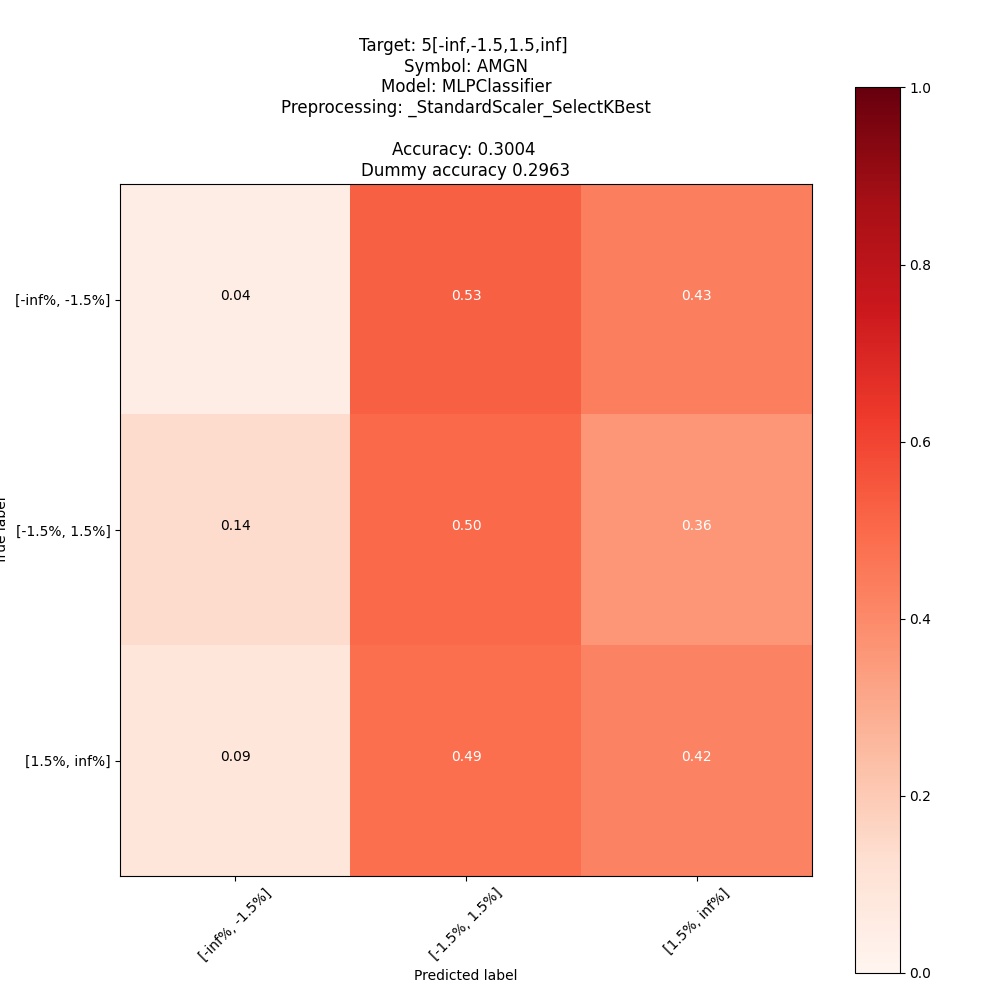 Target: 5[-inf,-1.5,1.5,inf]
Symbol: AMGN
Model: MLPClassifier
Preprocessing: _StandardScaler_SelectKBest
Accuracy: 0.3004
Dummy accuracy 0.2963
1.0
0.8
0.6
0.4
0.2
0.0
[-inf%, -1.5%]
0.04
0.53
0.43
[-1.5%, 1.5%]
0.14
0.50
0.36
[1.5%, inf%]
0.09
0.49
0.42
[-inf%, -1.5%]
[-1.5%, 1.5%]
[1.5%, inf%]
Predicted label